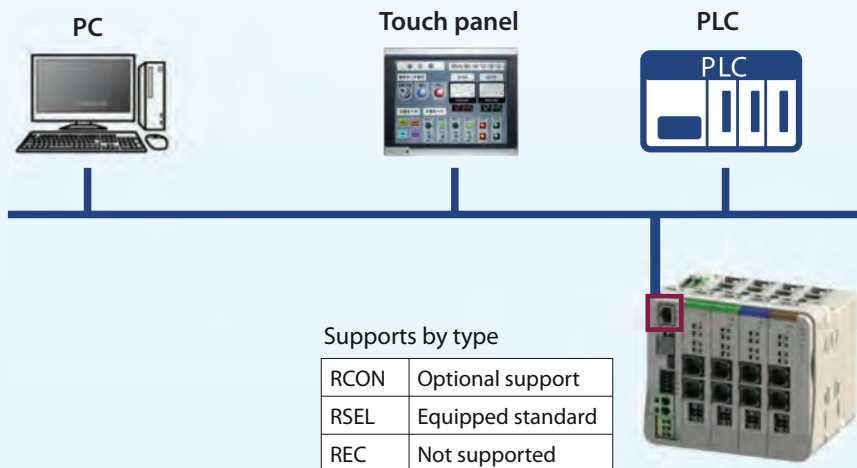 PC
Touch panel
PLC
PLC
Supports by type
RCON Optional support
RSEL Equipped standard
REC Not supported